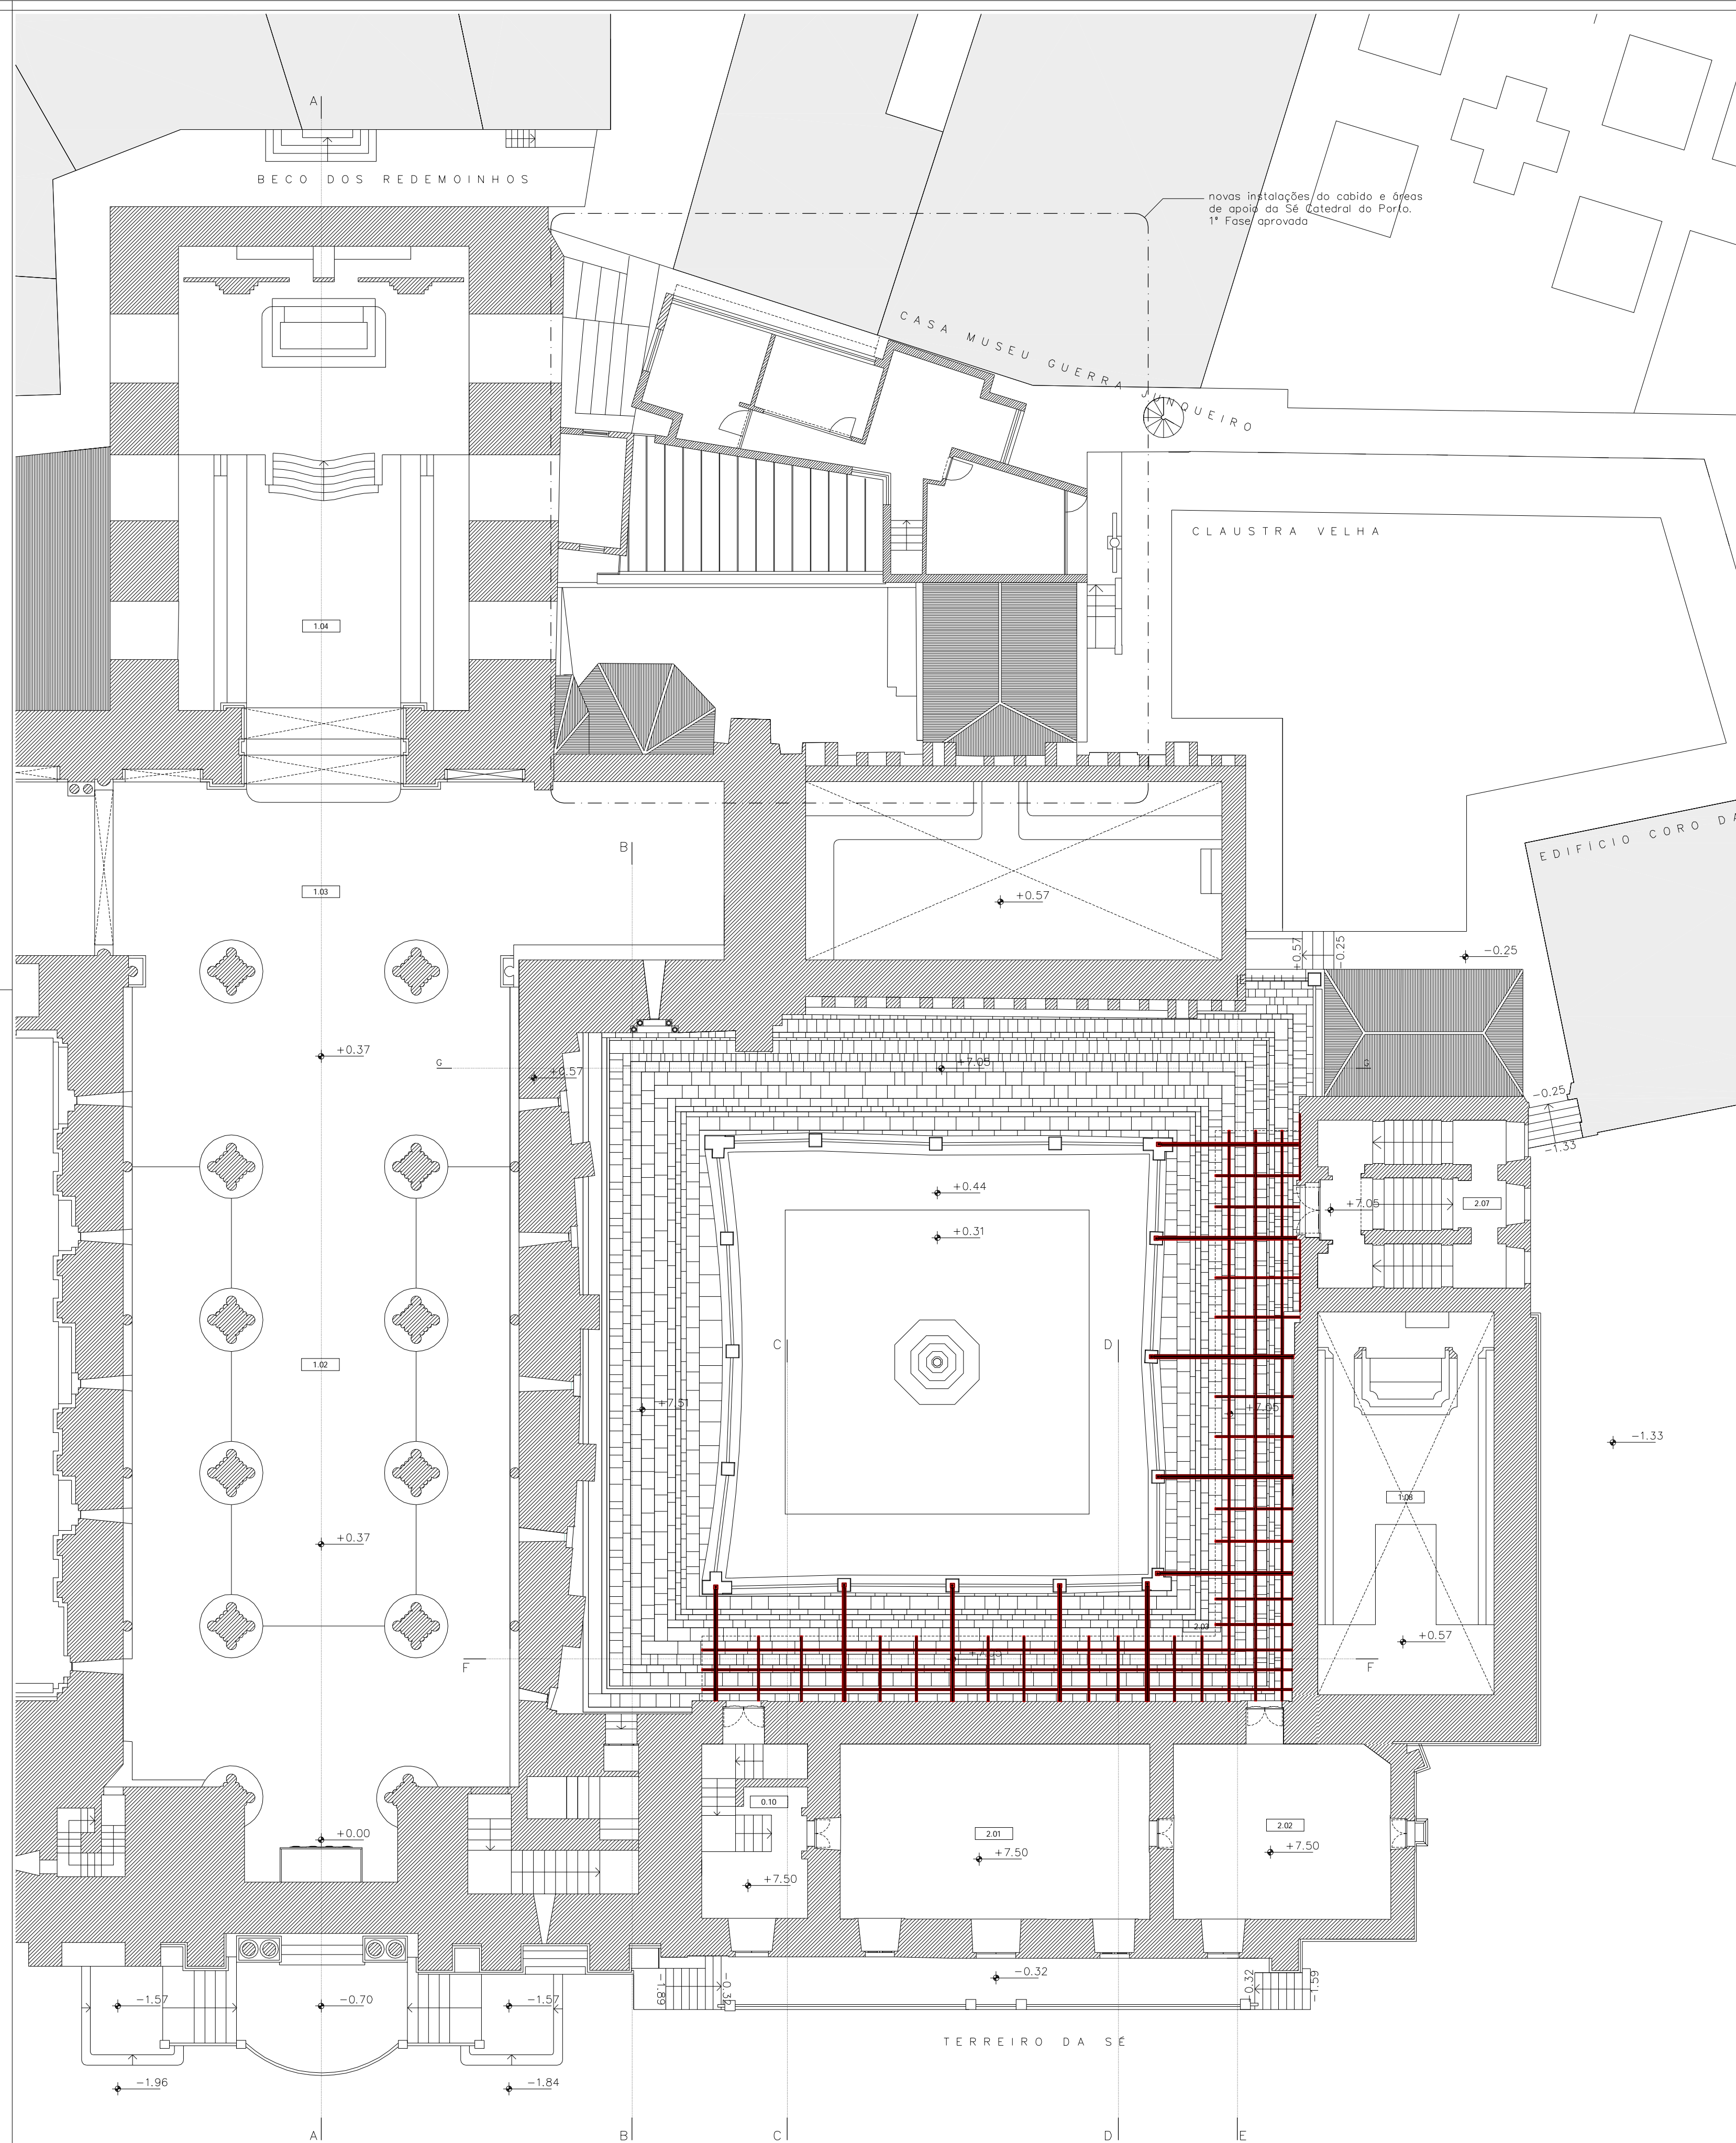 A
BECO DOS REDEMOINHOS
novas instalações do cabido e áreas
de apoio da Sé Catedral do Porto.
1ª Fase aprovada
CASA MUSEU GUERRA JUNQUEIRO
CLAUSTRA VELHA
1.04
EDIFÍCIO CORO DA
B
1.03
+0.57
+0.57
-0.25
-0.25
E
+0.37
G
+0.57
+7.05
G
-0.25
-1.33
+0.44
+7.05
2.07
+0.31
C
D
1.02
+7.51
+7.05
-1.33
1.08
+0.37
2.03
+0.57
F
F
0.10
2.01
2.02
+0.00
+7.50
+7.50
+7.50
-0.32
-1.57
-0.70
-1.57
-1.89
-0.32
-0.32
-1.59
TERREIRO DA SÉ
-1.96
-1.84
A
B
C
D
E